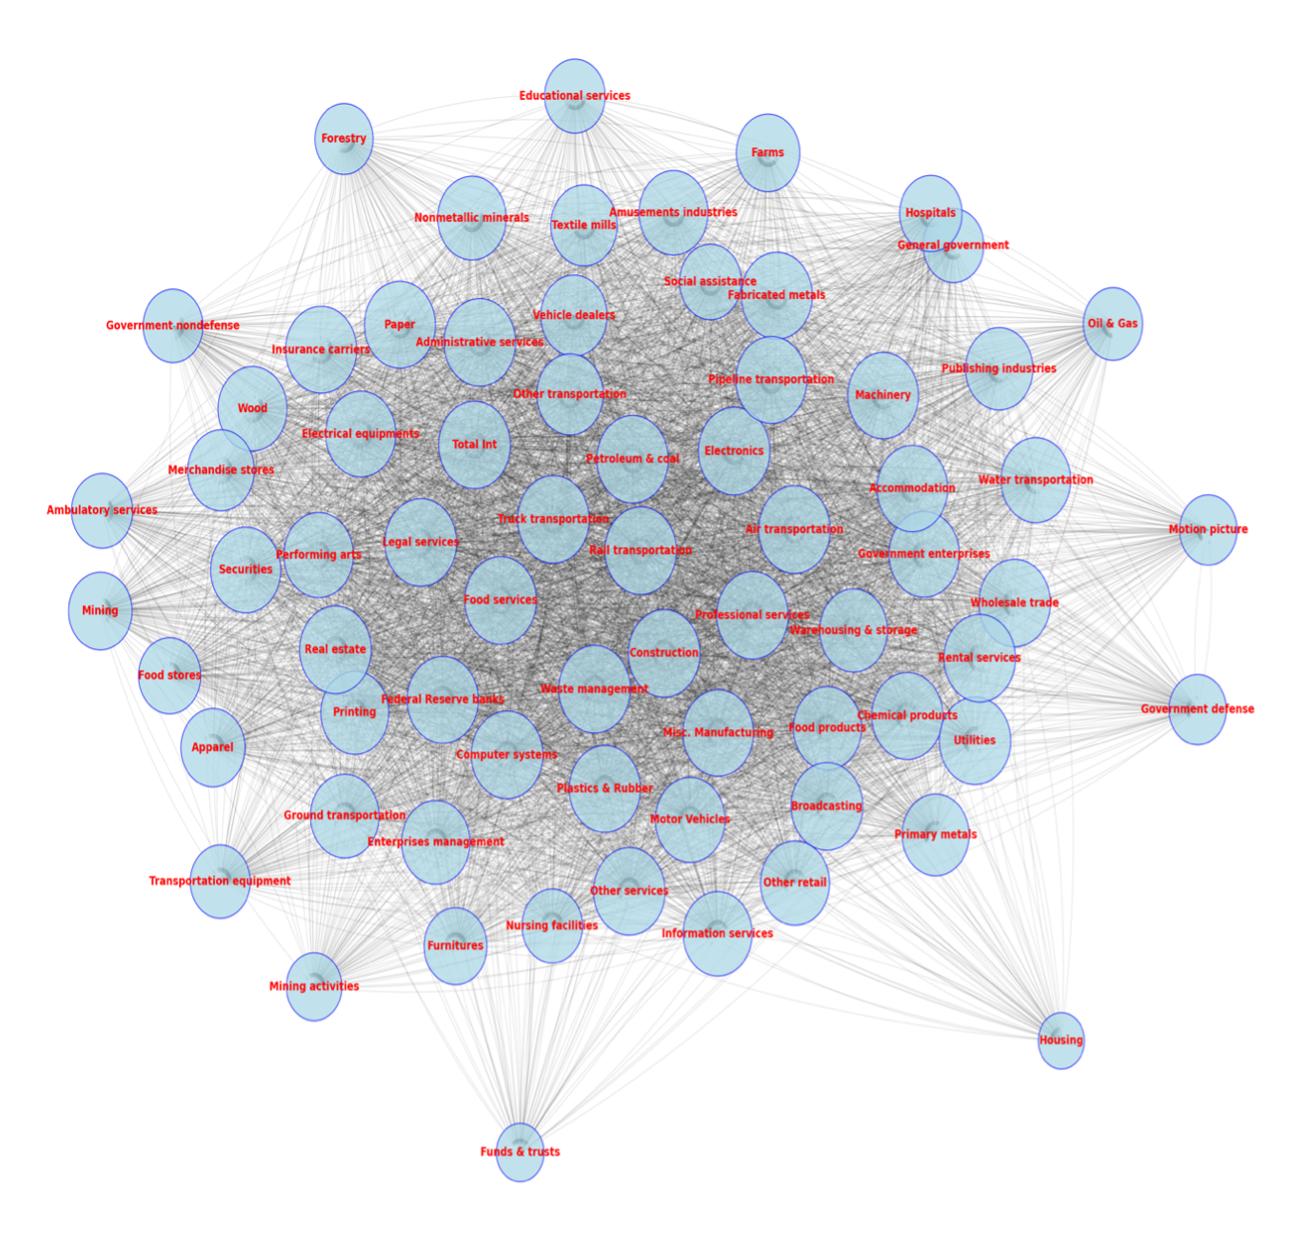 Educational services
Forestry
Farms
Nonmetallic minerals
Textile mills
Amusements industries
Hospitals
General government
Social assistance
Fabricated metals
Government nondefense
Insurance carriers
Paper
Administrative services
Vehicle dealers
Oil & Gas
Publishing industries
Pipeline transportation
Machinery
Other transportation
Wood
Electrical equipments
Total Int
Petroleum & coal
Electronics
Merchandise stores
Accommodation
Water transportation
Ambulatory services
Truck transportation
Air transportation
Motion picture
Legal services
Rail transportation
Performing arts
Government enterprises
Securities
Mining
Food services
Wholesale trade
Professional services
Warehousing & storage
Real estate
Construction
Rental services
Food stores
Waste management
Federal Reserve banks
Government defense
Printing
Chemical products
Food products
Misc. Manufacturing
Utilities
Apparel
Computer systems
Plastics & Rubber
Broadcasting
Ground transportation
Motor Vehicles
Primary metals
Enterprises management
Transportation equipment
Other retail
Other services
Nursing facilities
Information services
Furnitures
Mining activities
Housing
Funds & trusts